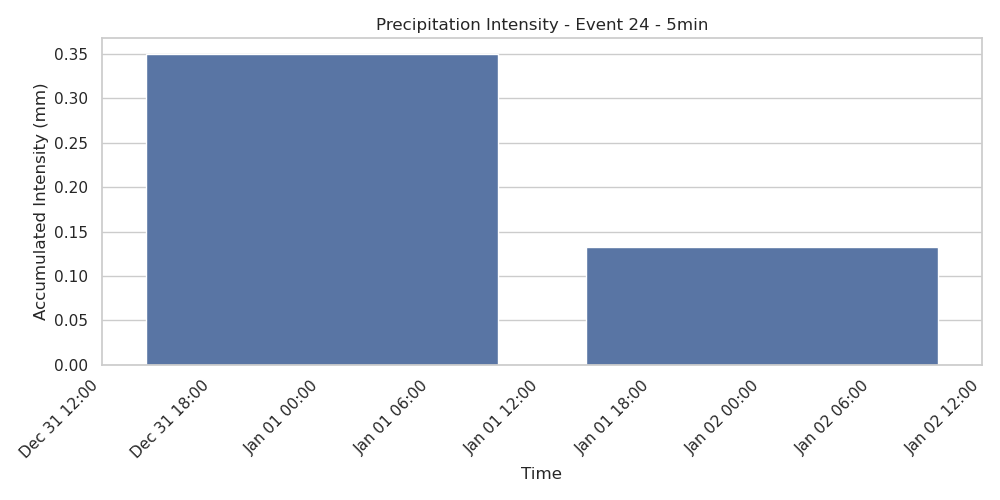 Precipitation Intensity - Event 24 - 5min
Accumulated Intensity (mm)
0.35
0.30
0.25
0.20
0.15
0.10
0.05
0.00
Dec 31 12:00
Dec 31 18:00
Jan 01 00:00
Jan 01 06:00
Jan 01 12:00
Jan 01 18:00
Jan 02 00:00
Jan 02 06:00
Jan 02 12:00
Time